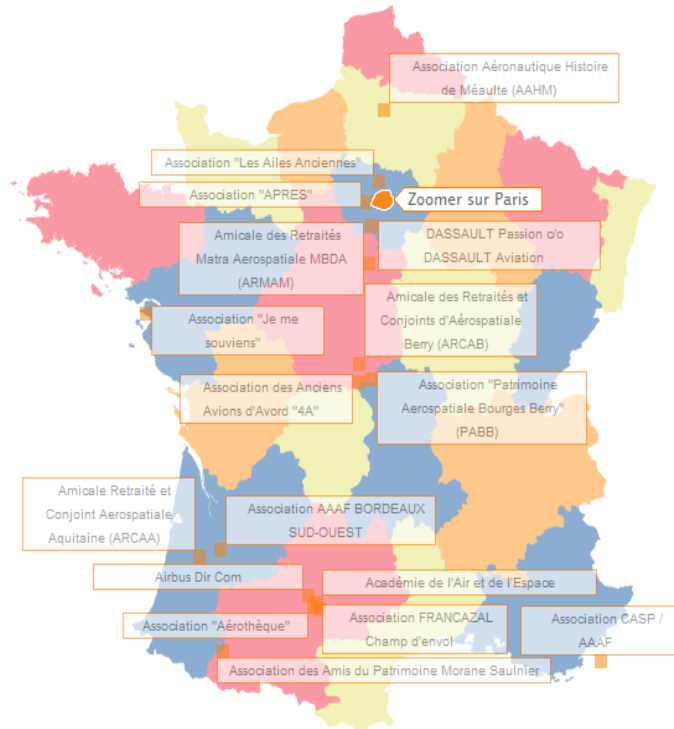 Association Aéronautique Histoire
de Méaulte (AAHM)
Association "Les Ailes Anciennes"
Association "APRES"
Zoomer sur Paris
Amicale des Retraités
Matra Aerospatiale MBDA
(ARMAM)
DASSAULT Passion c/o
DASSAULT Aviation
Amicale des Retraités et
Conjoints d'Aérospatiale
Berry (ARCAB)
Association "Je me
souviens"
Association des Anciens
Avions d'Avord "4A"
Association "Patrimoine
Aerospatiale Bourges Berry"
(PABB)
Amicale Retraité et
Conjoint Aerospatiale
Aquitaine (ARCAA)
Association AAAF BORDEAUX
SUD-OUEST
Airbus Dir Com
Académie de l'Air et de l'Espace
Association "Aérothèque"
Association FRANCAZAL
Champ d'envol
Association CASP /
AAAF
Association des Amis du Patrimoine Morane Saulnier